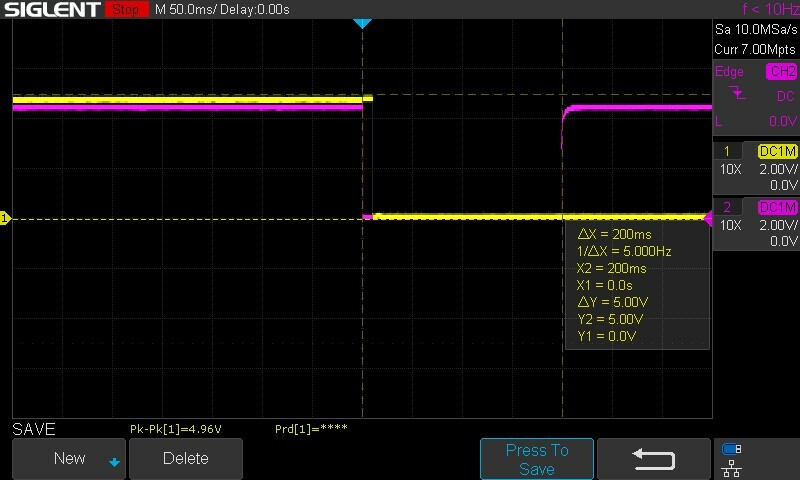 SIGLENT Stop M 50.0ms/ Delay:0.00s f < 10Hz
Sa 10.0MSa/s
Curr 7.00Mpts
Edge CH2
DC
L 0.0V
1 DC1M
10X 2.00V/
0.0V
2 DC1M
10X 2.00V/
0.0V
1
ΔX = 200ms
1/ΔX = 5.000Hz
X2 = 200ms
X1 = 0.0s
ΔY = 5.00V
Y2 = 5.00V
Y1 = 0.0V
SAVE Pk-Pk[1]=4.96V Prd[1]=****
New Delete Press To
Save